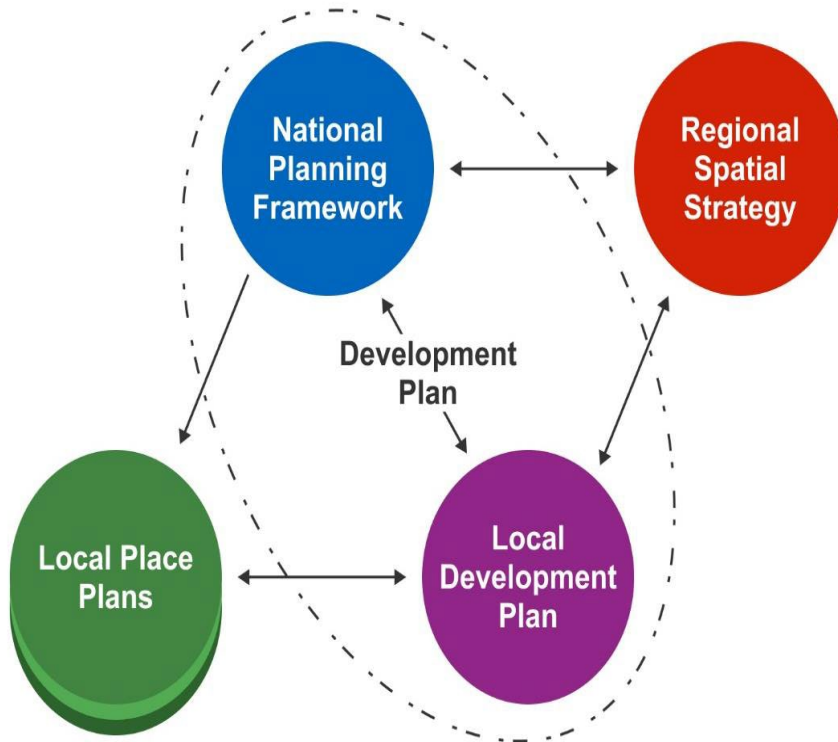 National
Planning
Framework
Regional
Spatial
Strategy
Development
Plan
Local Place
Plans
Local
Development
Plan